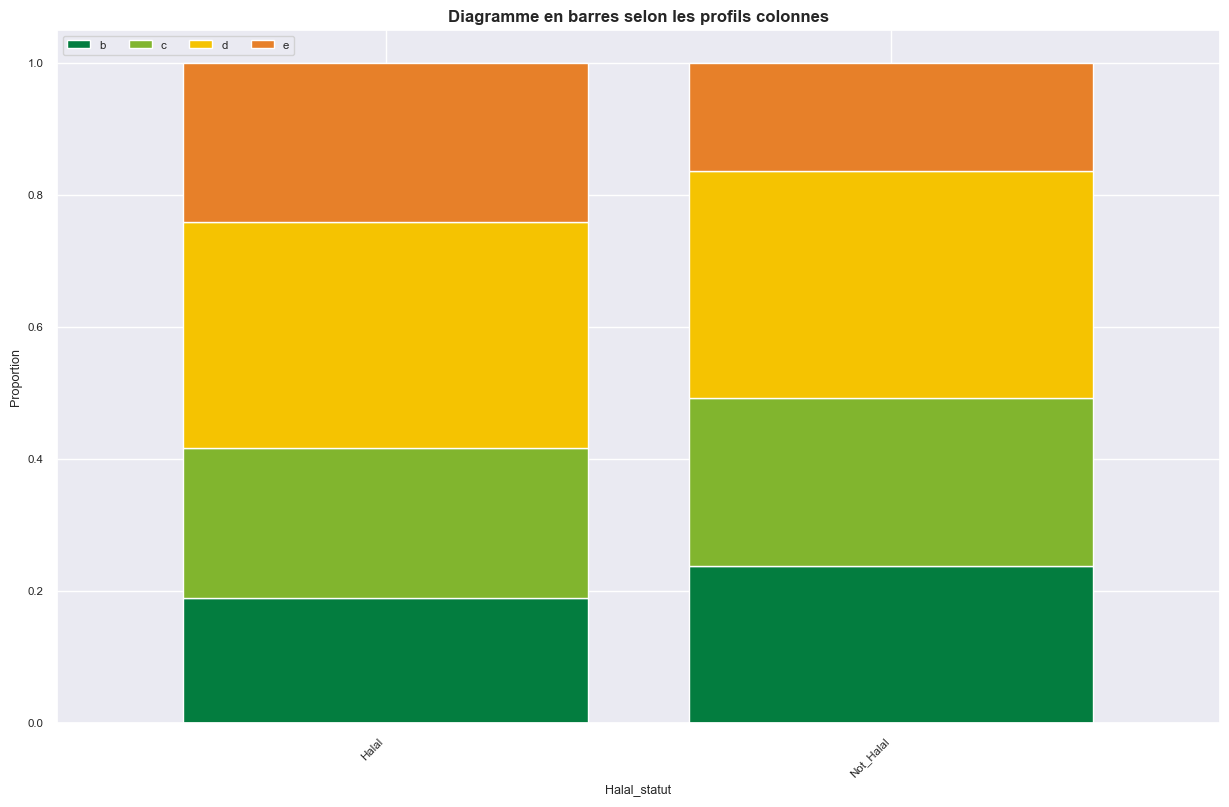 Diagramme en barres selon les profils colonnes
b c d e
1.0
0.8
0.6
0.4
0.2
0.0
Proportion
Halal
Not_Halal
Halal_statut